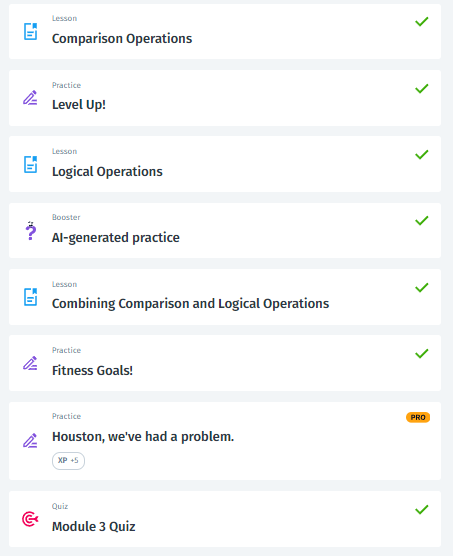 Lesson
Comparison Operations
Practice
Level Up!
Lesson
Logical Operations
Booster
AI-generated practice
Lesson
Combining Comparison and Logical Operations
Practice
Fitness Goals!
Practice
PRO
Houston, we've had a problem.
XP +5
Quiz
Module 3 Quiz